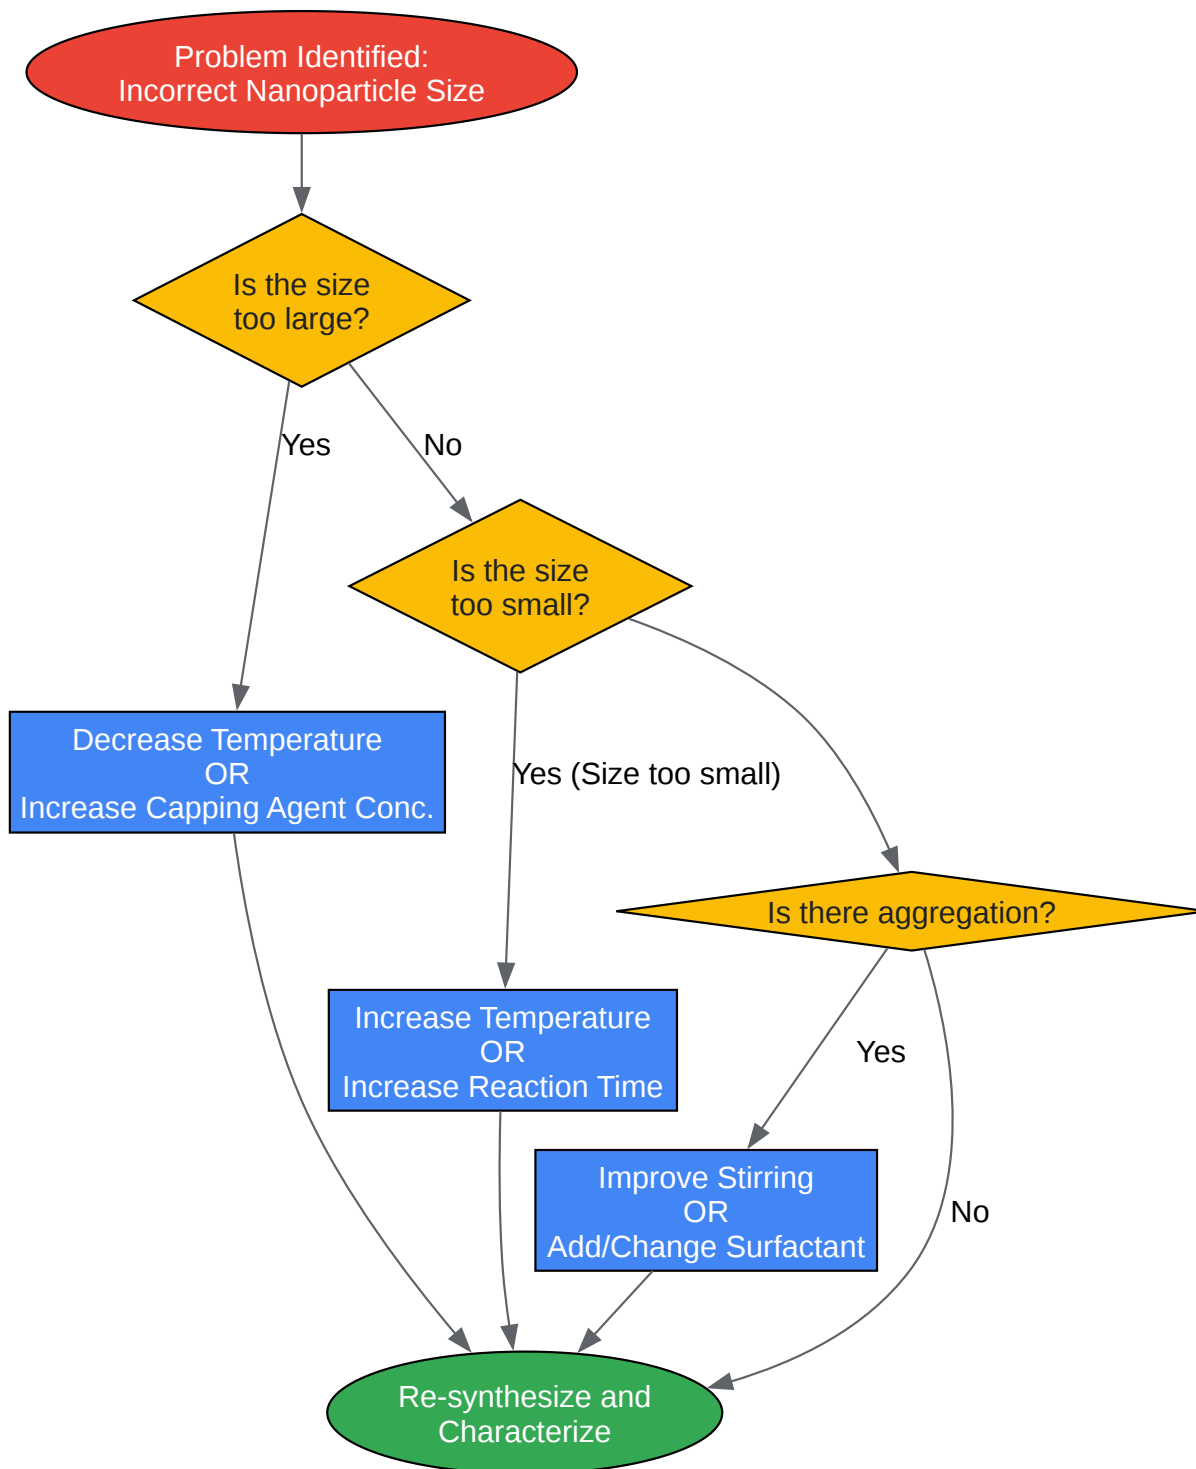 Problem Identified:
Incorrect Nanoparticle Size
Is the size
too large?
Yes
No
Is the size
too small?
Decrease Temperature
OR
Increase Capping Agent Conc.
Yes (Size too small)
Is there aggregation?
Increase Temperature
OR
Increase Reaction Time
Yes
Improve Stirring
OR
Add/Change Surfactant
No
Re-synthesize and
Characterize